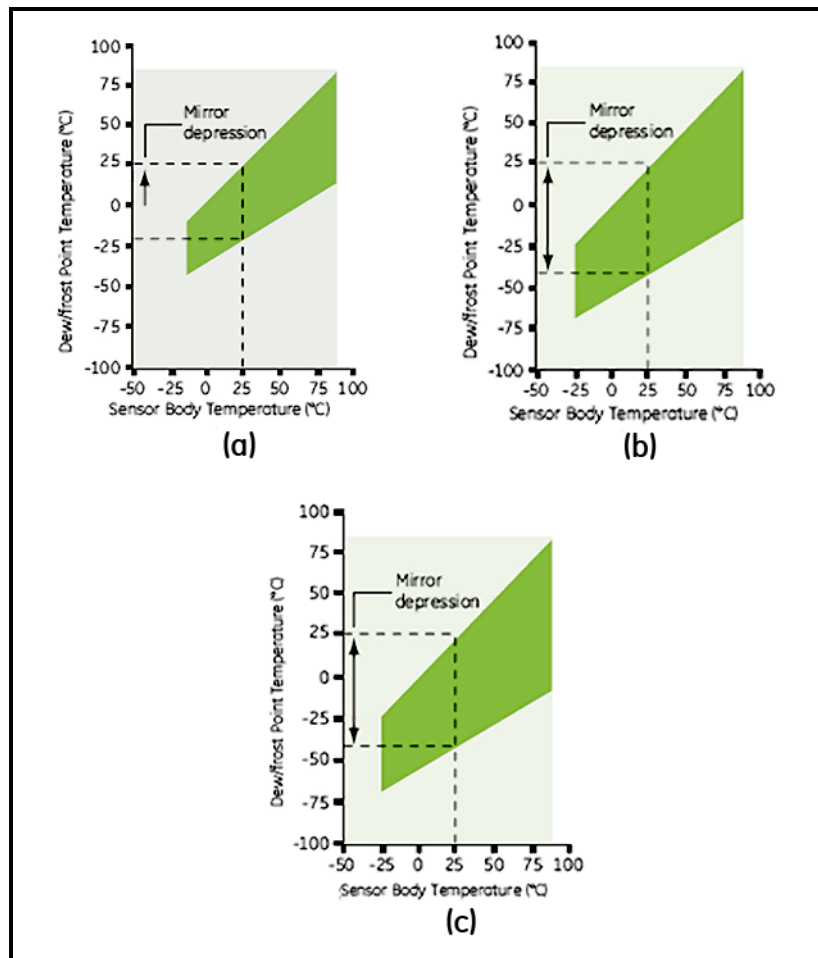 100
75
50
25
0
-25
-50
-75
-100
Dew/frost Point Temperature (°C)
Mirror
depression
-50 -25 0 25 50 75 100
Sensor Body Temperature (°C)
(a)
100
75
50
25
0
-25
-50
-75
-100
Dew/frost Point Temperature (°C)
Mirror
depression
-50 -25 0 25 50 75 100
Sensor Body Temperature (°C)
(b)
100
75
50
25
0
-25
-50
-75
-100
Dew/frost Point Temperature (°C)
Mirror
depression
-50 -25 0 25 50 75 100
Sensor Body Temperature (°C)
(c)